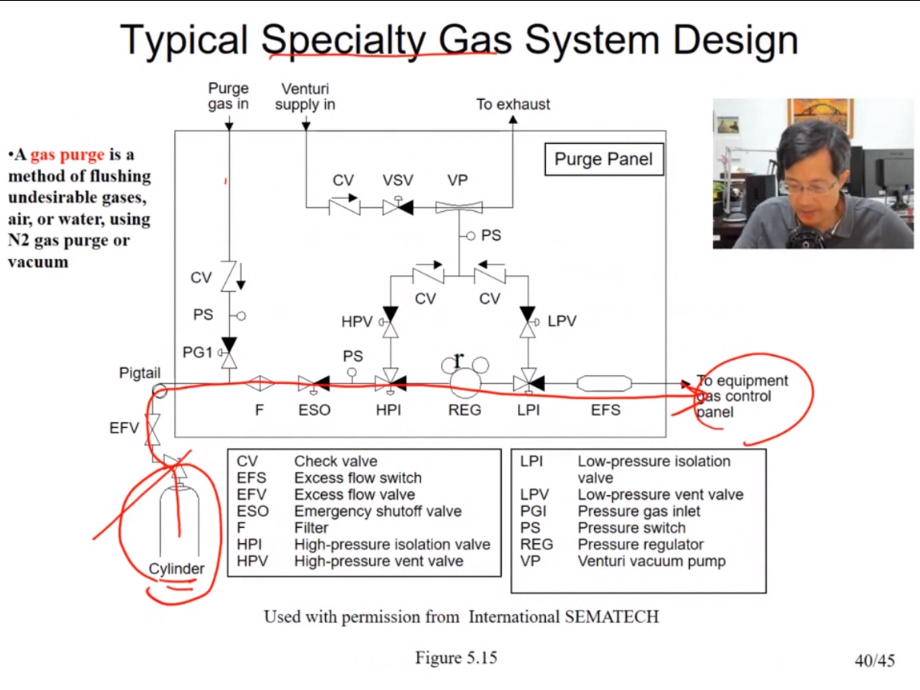 Typical Specialty Gas System Design
Purge
gas in
Venturi
supply in
To exhaust
Purge Panel
•A gas purge is a
method of flushing
undesirable gases,
air, or water, using
N2 gas purge or
vacuum
CV
VSV
VP
PS
CV
CV
CV
PS
HPV
LPV
PG1
PS
r
Pigtail
To equipment
gas control
panel
F
ESO
HPI
REG
LPI
EFS
EFV
Cylinder
CV Check valve
EFS Excess flow switch
EFV Excess flow valve
ESO Emergency shutoff valve
F Filter
HPI High-pressure isolation valve
HPV High-pressure vent valve
LPI Low-pressure isolation
valve
LPV Low-pressure vent valve
PGI Pressure gas inlet
PS Pressure switch
REG Pressure regulator
VP Venturi vacuum pump
Used with permission from International SEMATECH
Figure 5.15
40/45